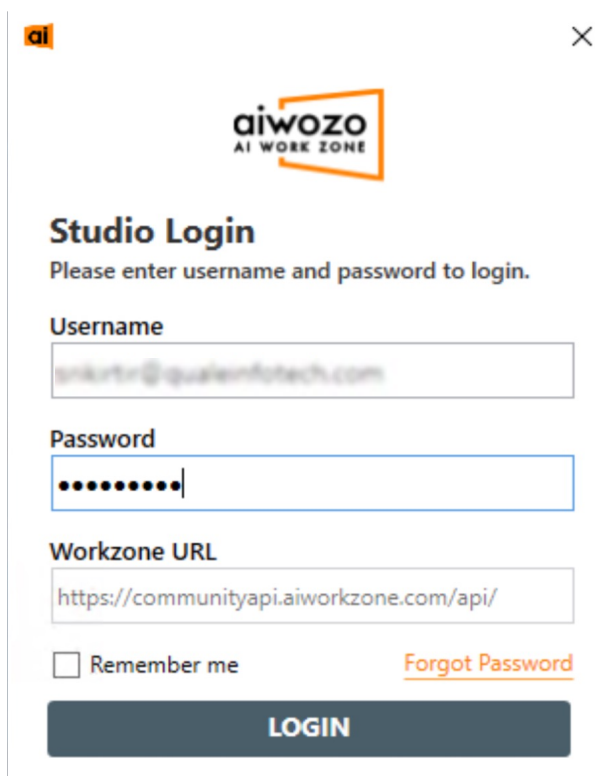 ai
aiwozo
AI WORK ZONE
Studio Login
Please enter username and password to login.
Username
Password
Workzone URL
https://communityapi.aiworkzone.com/api/
Remember me
Forgot Password
LOGIN